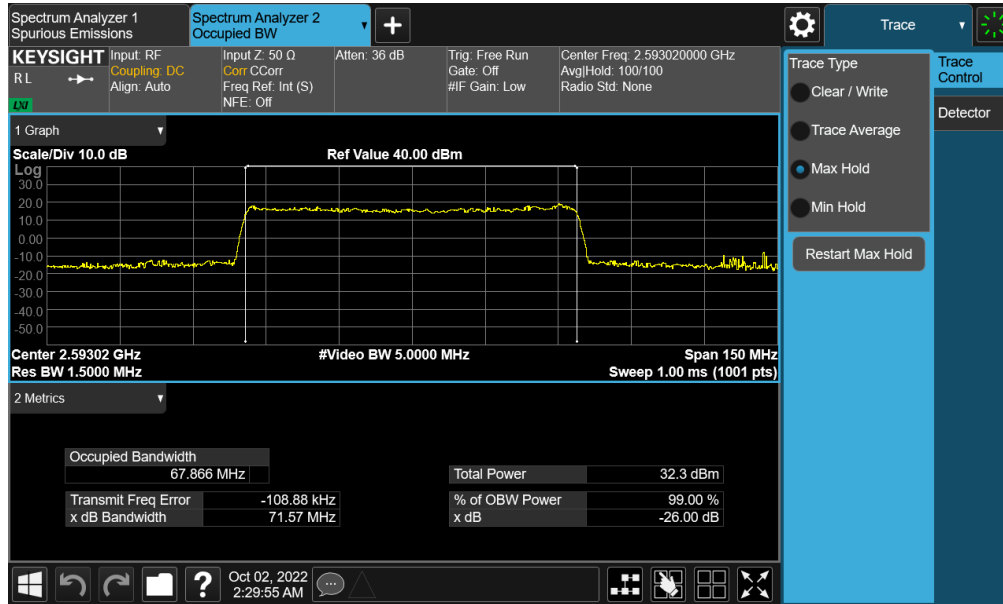 Spectrum Analyzer 1
Spurious Emissions
Spectrum Analyzer 2
Occupied BW
Trace
KEYSIGHT
R L
LXI
Input: RF
Coupling: DC
Align: Auto
Input Z: 50 Ω
Corr CCorr
Freq Ref: Int (S)
NFE: Off
Atten: 36 dB
Trig: Free Run
Gate: Off
#IF Gain: Low
Center Freq: 2.593020000 GHz
Avg|Hold: 100/100
Radio Std: None
Trace Type
Clear / Write
Trace Average
Max Hold
Min Hold
Restart Max Hold
Trace
Control
Detector
1 Graph
Scale/Div 10.0 dB
Ref Value 40.00 dBm
Log
30.0
20.0
10.0
0.00
-10.0
-20.0
-30.0
-40.0
-50.0
Center 2.59302 GHz
#Video BW 5.0000 MHz
Span 150 MHz
Res BW 1.5000 MHz
Sweep 1.00 ms (1001 pts)
2 Metrics
Occupied Bandwidth
67.866 MHz
Total Power 32.3 dBm
Transmit Freq Error -108.88 kHz
% of OBW Power 99.00 %
x dB Bandwidth 71.57 MHz
x dB -26.00 dB
?
Oct 02, 2022
2:29:55 AM